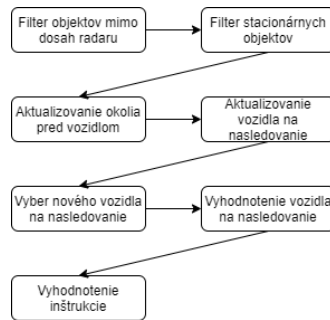 Filter objektov mimo
dosah radaru
Filter stacionárnych
objektov
Aktualizovanie okolia
pred vozidlom
Aktualizovanie
vozidla na
nasledovanie
Vyber nového vozidla
na nasledovanie
Vyhodnotenie vozidla
na nasledovanie
Vyhodnotenie
inštrukcie